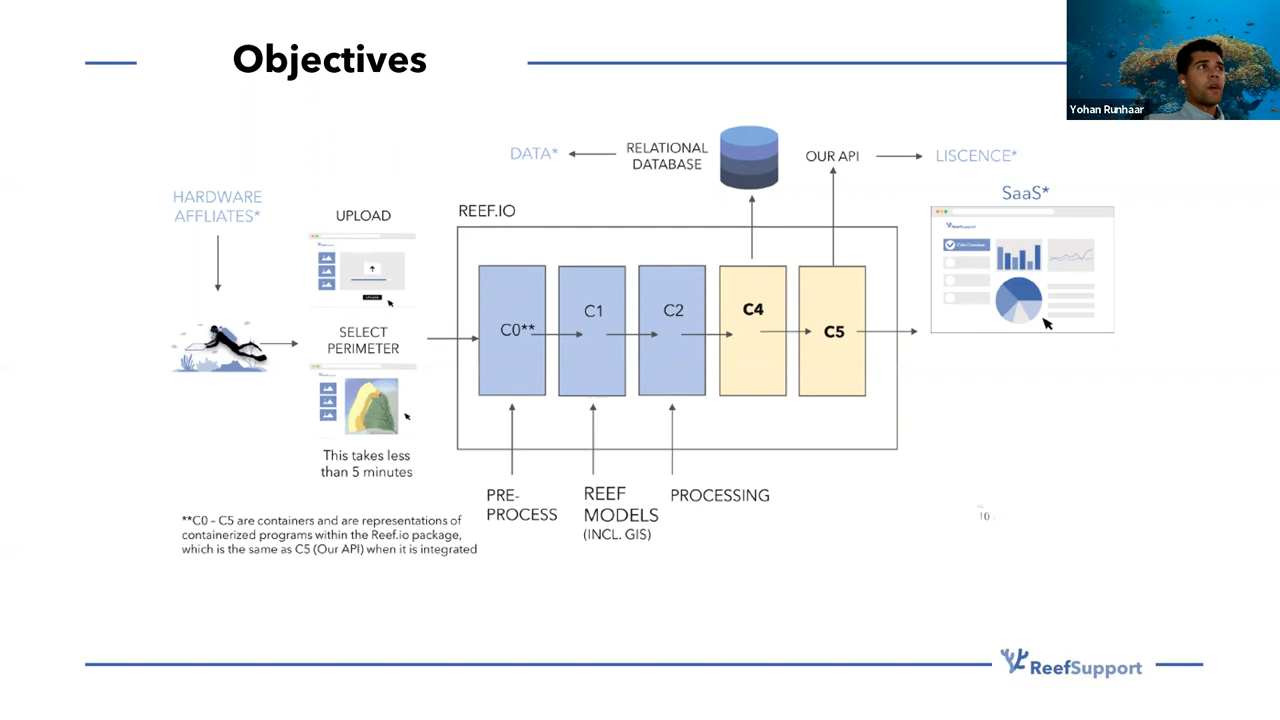 Objectives
Yohan Runhaar
DATA*
RELATIONAL
DATABASE
OUR API
LISCENCE*
HARDWARE
AFFLIATES*
SaaS*
UPLOAD
REEF.IO
ReefSupport
C0**
C1
C2
C4
C5
SELECT
PERIMETER
This takes less
than 5 minutes
PRE-
PROCESS
REEF
MODELS
(INCL. GIS)
PROCESSING
**C0 - C5 are containers and are representations of
containerized programs within the Reef.io package,
which is the same as C5 (Our API) when it is integrated
10
ReefSupport